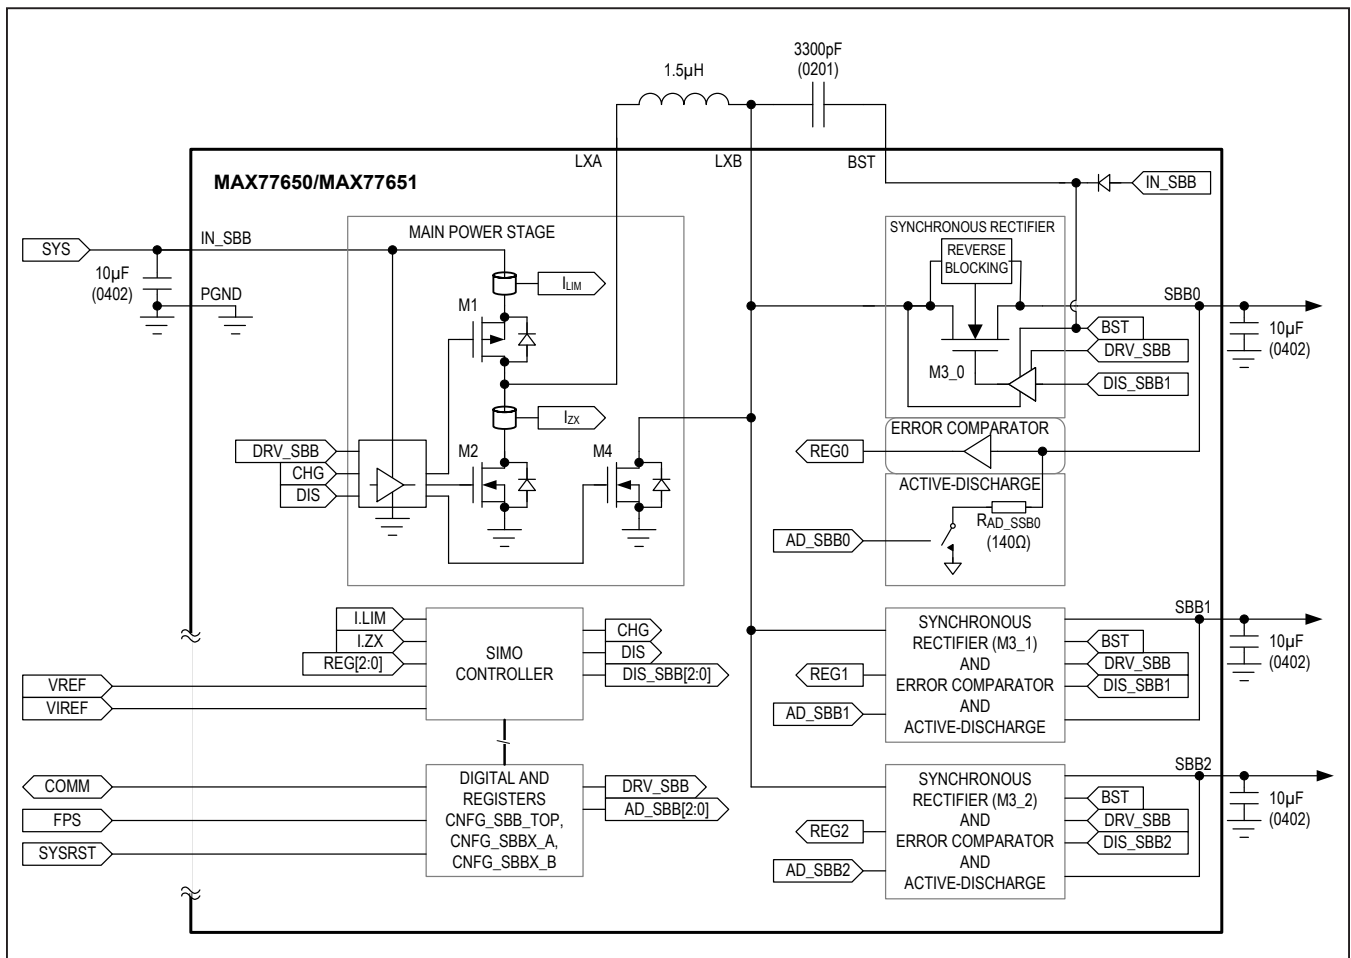 3300pF
(0201)
1.5µH
LXA
LXB
BST
MAX77650/MAX77651
IN_SBB
SYS
IN_SBB
10µF
(0402)
PGND
MAIN POWER STAGE
ILIM
M1
IZX
M2
M4
DRV_SBB
CHG
DIS
SYNCHRONOUS RECTIFIER
REVERSE
BLOCKING
SBB0
BST
DRV_SBB
M3_0
DIS_SBB1
10µF
(0402)
ERROR COMPARATOR
REG0
ACTIVE-DISCHARGE
RAD_SSB0
(140Ω)
AD_SBB0
I.LIM
I.ZX
REG[2:0]
VREF
VIREF
SIMO
CONTROLLER
CHG
DIS
DIS_SBB[2:0]
SYNCHRONOUS
RECTIFIER (M3_1)
AND
ERROR COMPARATOR
AND
ACTIVE-DISCHARGE
REG1
AD_SBB1
SBB1
BST
DRV_SBB
DIS_SBB1
10µF
(0402)
COMM
FPS
SYSRST
DIGITAL AND
REGISTERS
CNFG_SBB_TOP,
CNFG_SBBX_A,
CNFG_SBBX_B
DRV_SBB
AD_SBB[2:0]
SYNCHRONOUS
RECTIFIER (M3_2)
AND
ERROR COMPARATOR
AND
ACTIVE-DISCHARGE
REG2
AD_SBB2
SBB2
BST
DRV_SBB
DIS_SBB2
10µF
(0402)